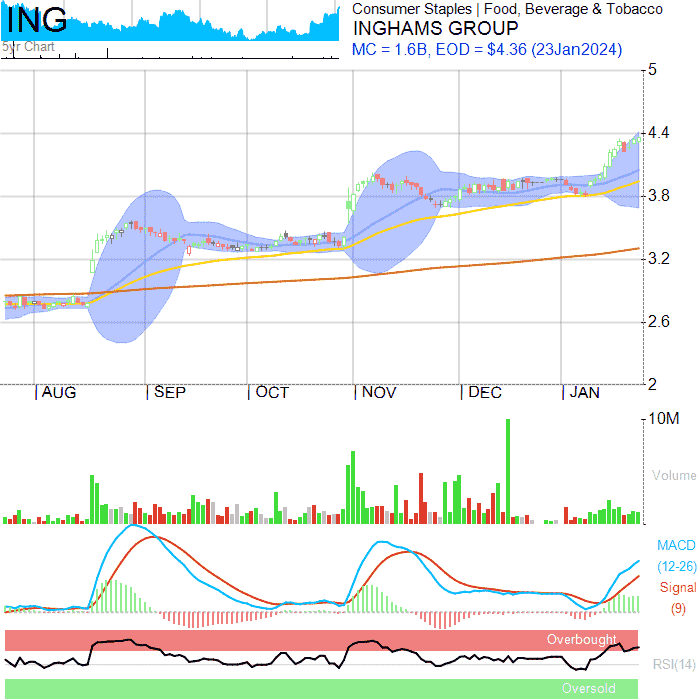 ING
5yr Chart
Consumer Staples | Food, Beverage & Tobacco
INGHAMS GROUP
MC = 1.6B, EOD = $4.36 (23Jan2024)
5
4.4
3.8
3.2
2.6
2
AUG SEP OCT NOV DEC JAN
10M
Volume
MACD
(12-26)
Signal
(9)
Overbought
RSI(14)
Oversold